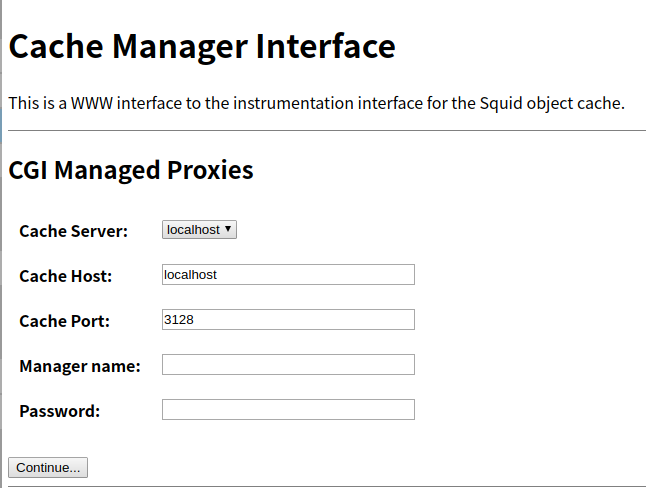 Cache Manager Interface
This is a WWW interface to the instrumentation interface for the Squid object cache.
CGI Managed Proxies
Cache Server: localhost
Cache Host: localhost
Cache Port: 3128
Manager name:
Password:
Continue...